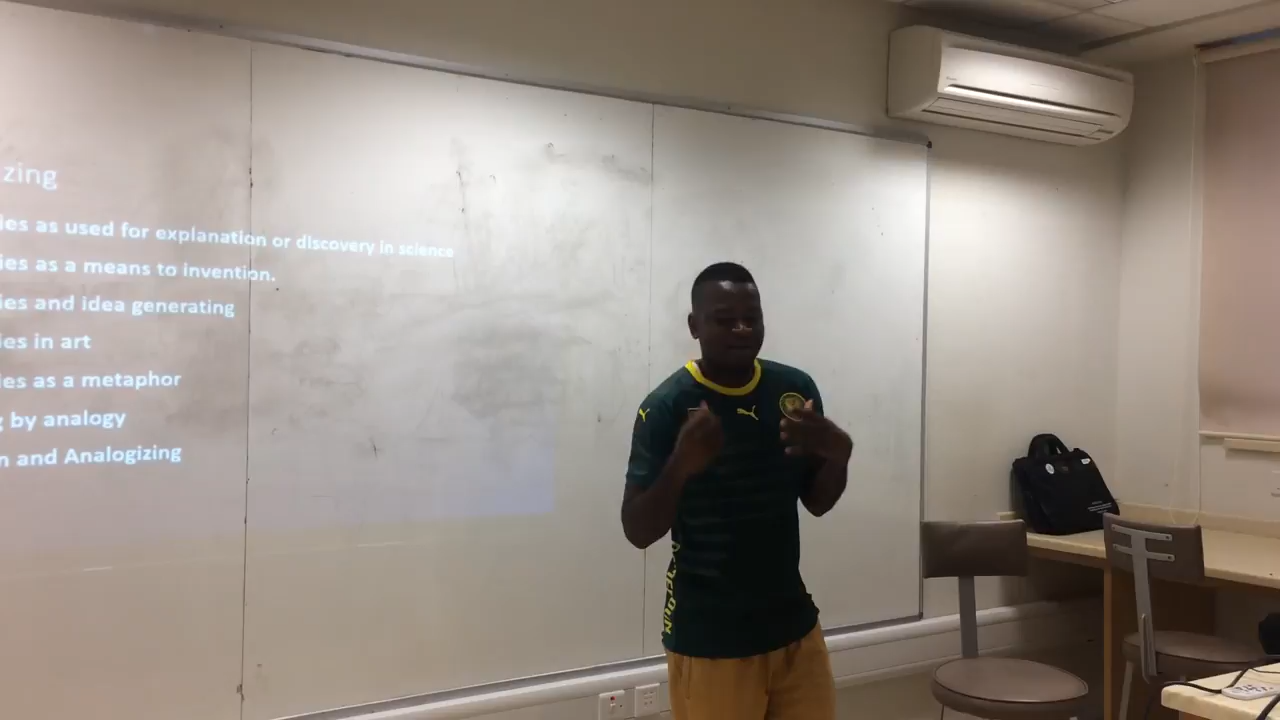 zing
ies as used for explanation or discovery in science
ies as a means to invention.
ies and idea generating
ies in art
ies as a metaphor
g by analogy
n and Analogizing